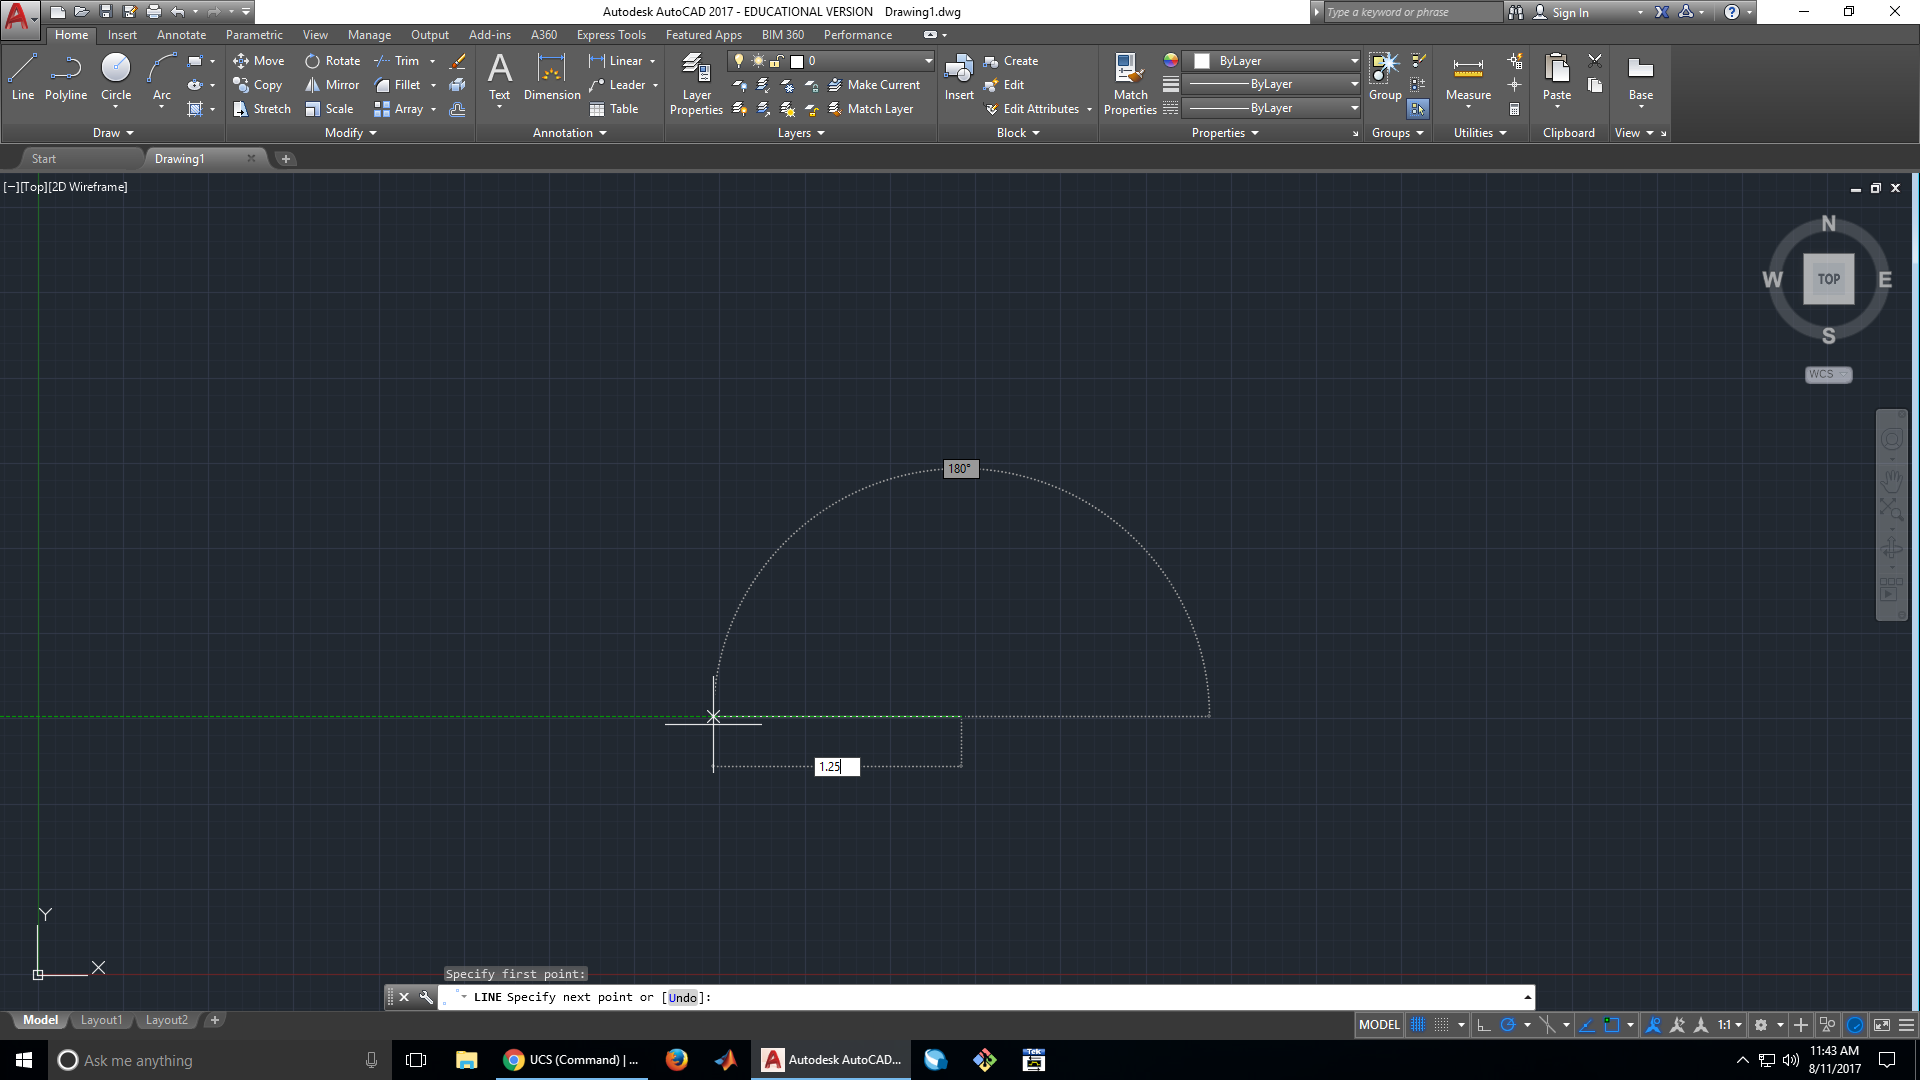 Autodesk AutoCAD 2017 - EDUCATIONAL VERSION Drawing1.dwg
Type a keyword or phrase
Sign In
Home Insert Annotate Parametric View Manage Output Add-ins A360 Express Tools Featured Apps BIM 360 Performance
Line Polyline Circle Arc
Draw
Move Rotate Trim
Copy Mirror Fillet
Stretch Scale Array
Modify
Text Dimension
Linear
Leader
Table
Annotation
Layer Properties
0
Make Current
Match Layer
Layers
Insert
Create
Edit
Edit Attributes
Block
Match Properties
ByLayer
ByLayer
ByLayer
Properties
Group
Groups
Measure
Utilities
Paste
Clipboard
Base
View
Start Drawing1
[−][Top][2D Wireframe]
N
W TOP E
S
WCS
180°
1.25
Y
X
Specify first point:
LINE Specify next point or [Undo]:
Model Layout1 Layout2
MODEL 1:1
Ask me anything
UCS (Command) | ...
Autodesk AutoCAD...
Tek
11:43 AM
8/11/2017